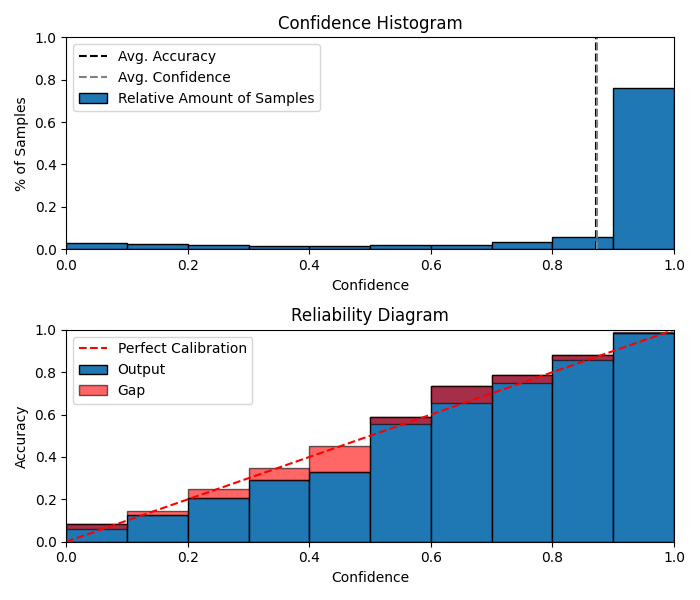 Confidence Histogram
1.0
0.8
0.6
0.4
0.2
0.0
% of Samples
Avg. Accuracy
Avg. Confidence
Relative Amount of Samples
0.0 0.2 0.4 0.6 0.8 1.0
Confidence
Reliability Diagram
1.0
0.8
0.6
0.4
0.2
0.0
Accuracy
Perfect Calibration
Output
Gap
0.0 0.2 0.4 0.6 0.8 1.0
Confidence